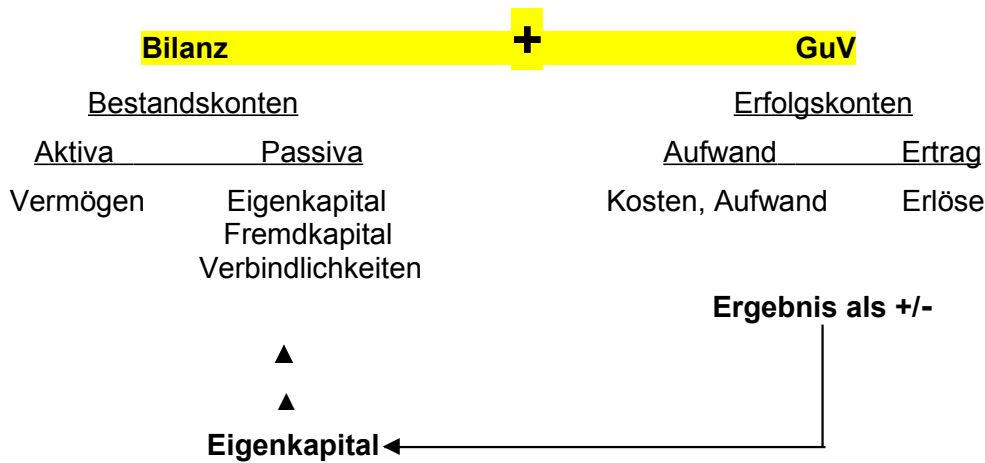 Bilanz + GuV
Bestandskonten Erfolgskonten
Aktiva Passiva Aufwand Ertrag
Vermögen Eigenkapital Kosten, Aufwand Erlöse
Fremdkapital
Verbindlichkeiten
Ergebnis als +/-
Eigenkapital